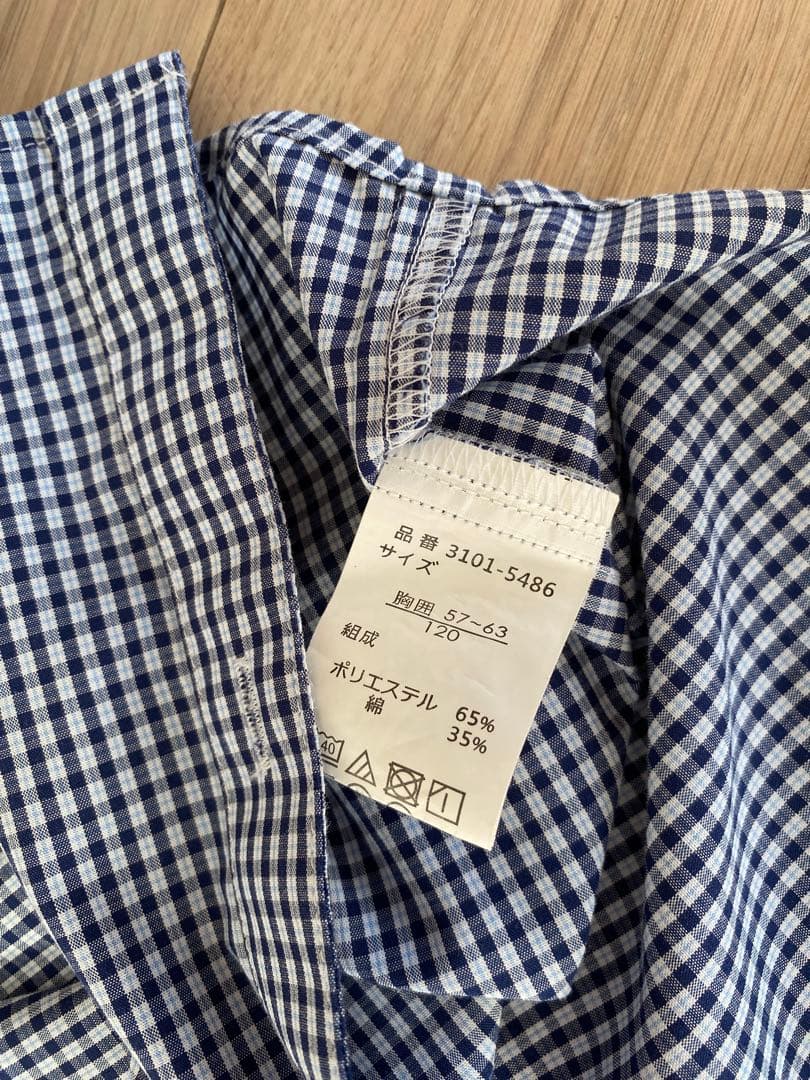 品番 3101-5486
サイズ
胸囲 57~63
120
組成
ポリエステル 65%
綿 35%
40